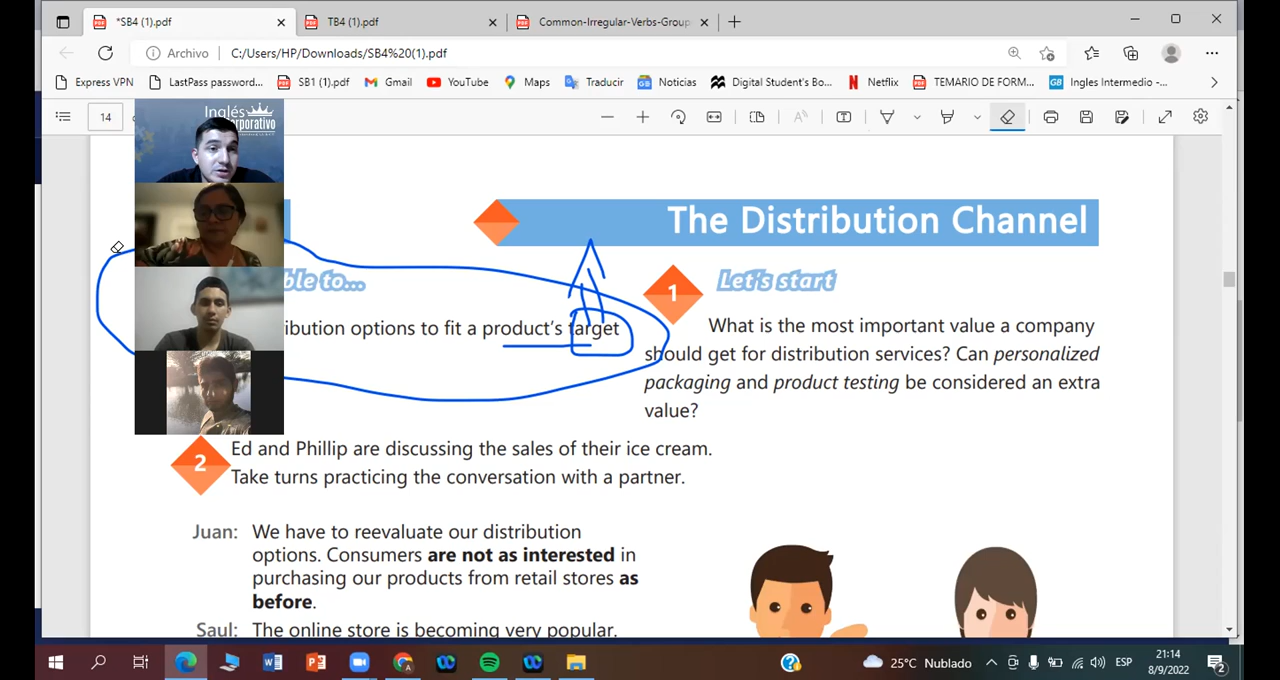 *SB4 (1).pdf
TB4 (1).pdf
Common-Irregular-Verbs-Group
Archivo
C:/Users/HP/Downloads/SB4%20(1).pdf
Express VPN
LastPass password...
SB1 (1).pdf
Gmail
YouTube
Maps
Traducir
Noticias
Digital Student's Bo...
Netflix
TEMARIO DE FORM...
Ingles Intermedio -...
14
Inglés
orporativo
The Distribution Channel
ble to...
1
Let's start
ibution options to fit a product's target
What is the most important value a company
should get for distribution services? Can personalized
packaging and product testing be considered an extra
value?
2
Ed and Phillip are discussing the sales of their ice cream.
Take turns practicing the conversation with a partner.
Juan: We have to reevaluate our distribution
options. Consumers are not as interested in
purchasing our products from retail stores as
before.
Saul: The online store is becoming very popular.
25°C Nublado
ESP
21:14
8/9/2022
2